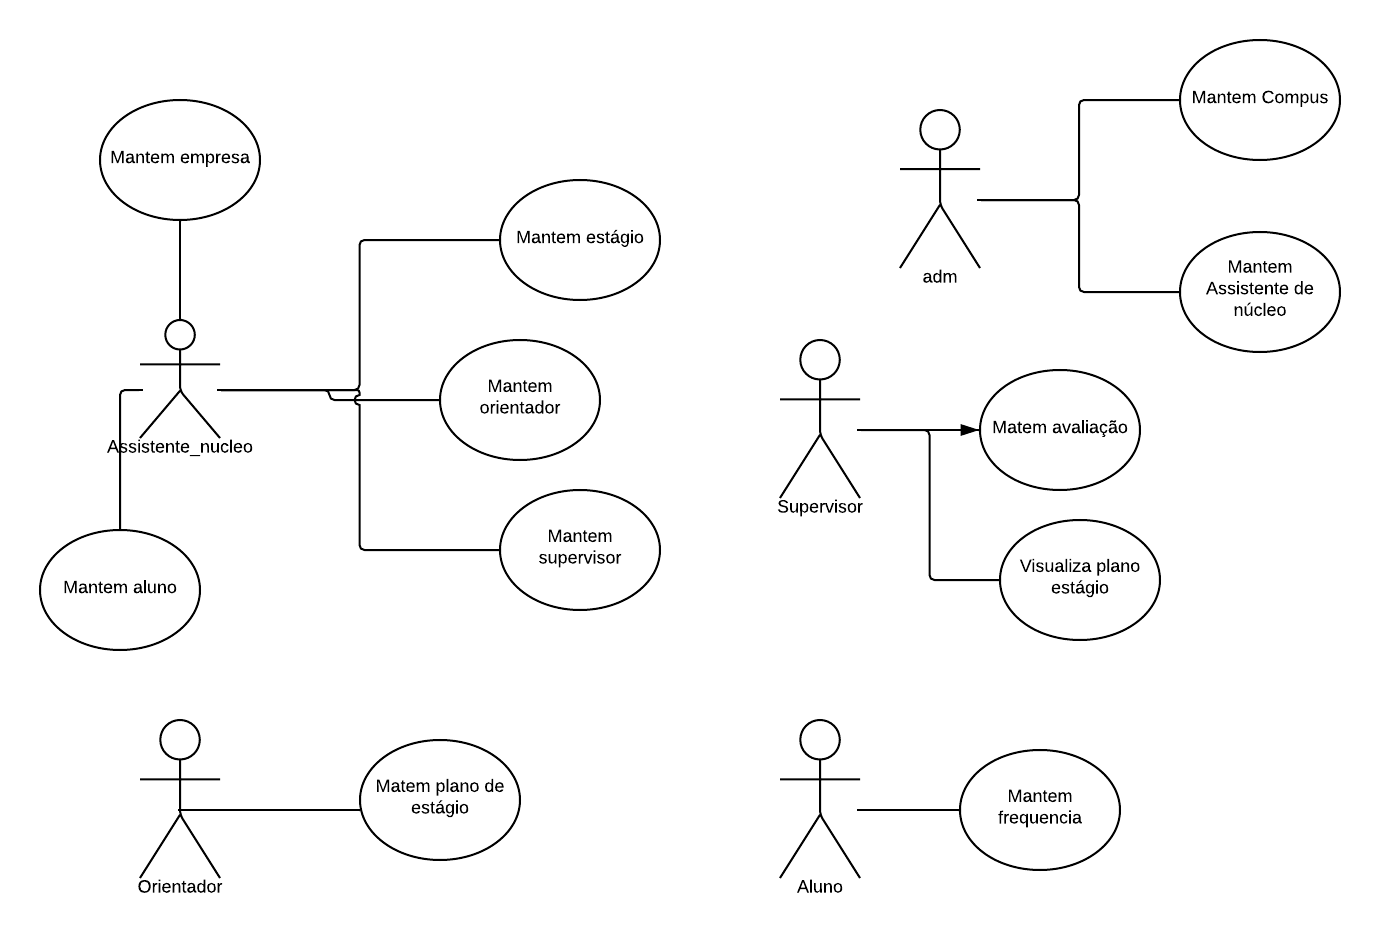 Mantem empresa
Mantem estágio
Mantem
orientador
Mantem
supervisor
Assistente_nucleo
Mantem aluno
Mantem Compus
adm
Mantem
Assistente de
núcleo
Matem avaliação
Supervisor
Visualiza plano
estágio
Matem plano de
estágio
Orientador
Mantem
frequencia
Aluno